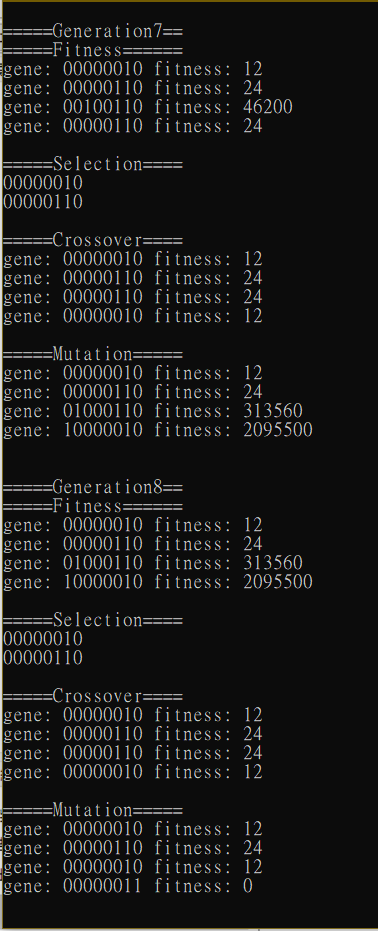 =====Generation7==
=====Fitness======
gene: 00000010 fitness: 12
gene: 00000110 fitness: 24
gene: 00100110 fitness: 46200
gene: 00000110 fitness: 24
=====Selection====
00000010
00000110
=====Crossover====
gene: 00000010 fitness: 12
gene: 00000110 fitness: 24
gene: 00000110 fitness: 24
gene: 00000010 fitness: 12
=====Mutation=====
gene: 00000010 fitness: 12
gene: 00000110 fitness: 24
gene: 01000110 fitness: 313560
gene: 10000010 fitness: 2095500
=====Generation8==
=====Fitness======
gene: 00000010 fitness: 12
gene: 00000110 fitness: 24
gene: 01000110 fitness: 313560
gene: 10000010 fitness: 2095500
=====Selection====
00000010
00000110
=====Crossover====
gene: 00000010 fitness: 12
gene: 00000110 fitness: 24
gene: 00000110 fitness: 24
gene: 00000010 fitness: 12
=====Mutation=====
gene: 00000010 fitness: 12
gene: 00000110 fitness: 24
gene: 00000010 fitness: 12
gene: 00000011 fitness: 0